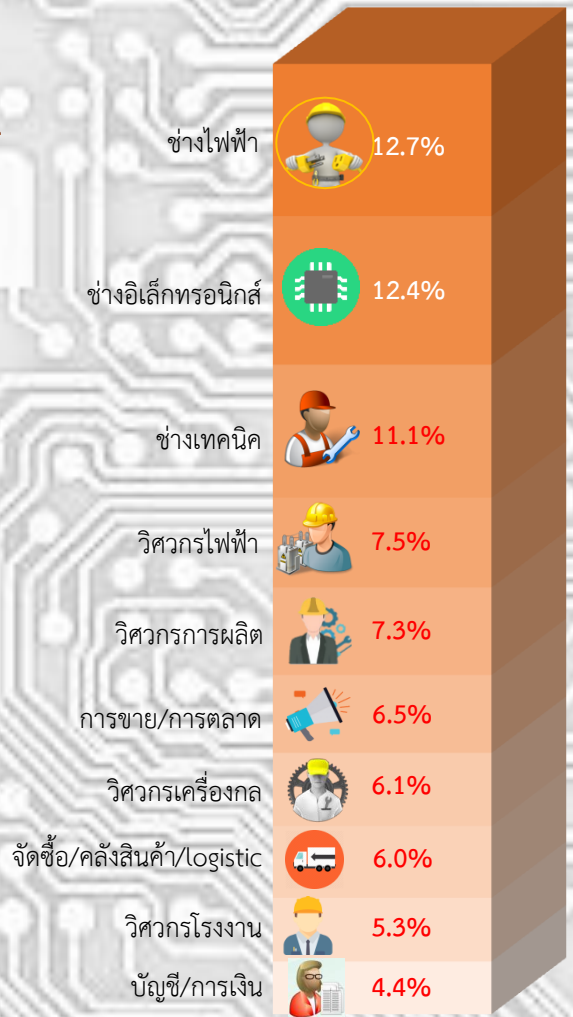 ช่างไฟฟ้า 12.7%
ช่างอิเล็กทรอนิกส์ 12.4%
ช่างเทคนิค 11.1%
วิศวกรไฟฟ้า 7.5%
วิศวกรการผลิต 7.3%
การขาย/การตลาด 6.5%
วิศวกรเครื่องกล 6.1%
จัดซื้อ/คลังสินค้า/logistic 6.0%
วิศวกรโรงงาน 5.3%
บัญชี/การเงิน 4.4%